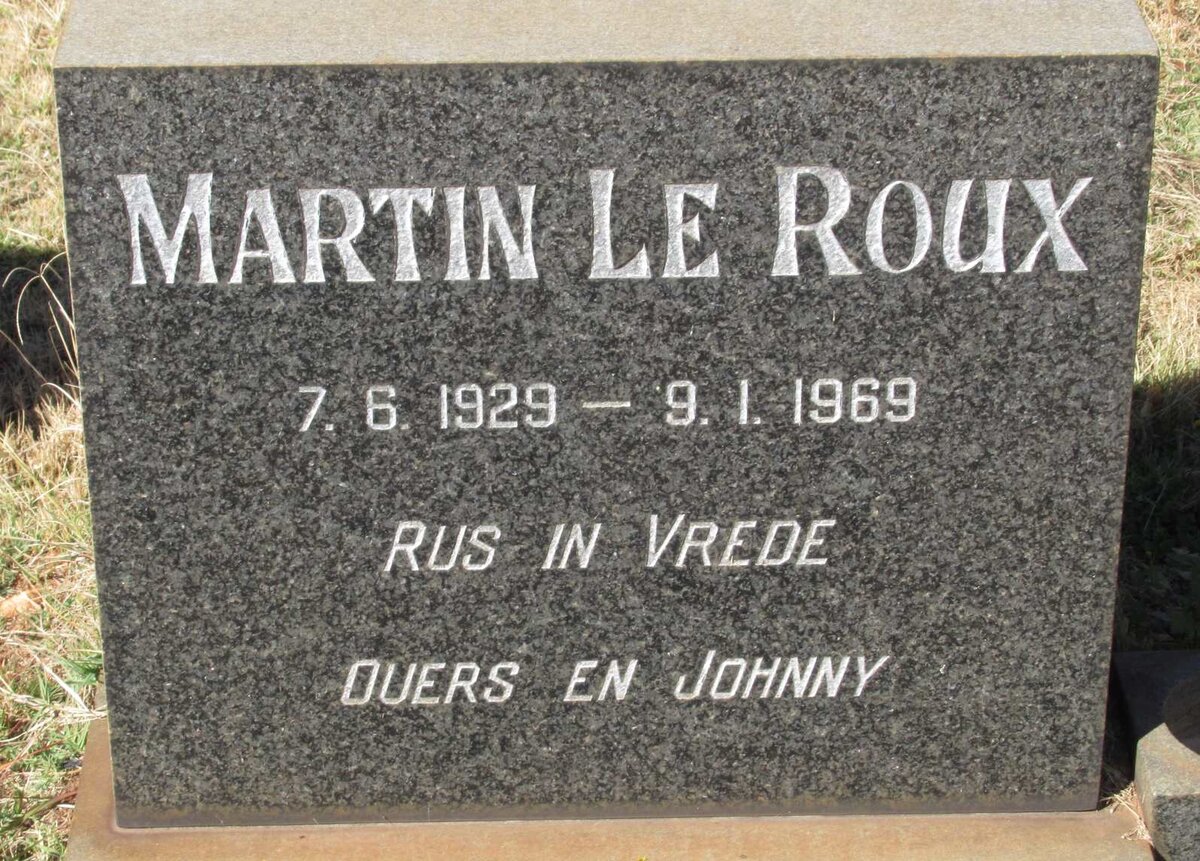 MARTIN LE ROUX
7. 6. 1929 — 9. 1. 1969
RUS IN VREDE
OUERS EN JOHNNY